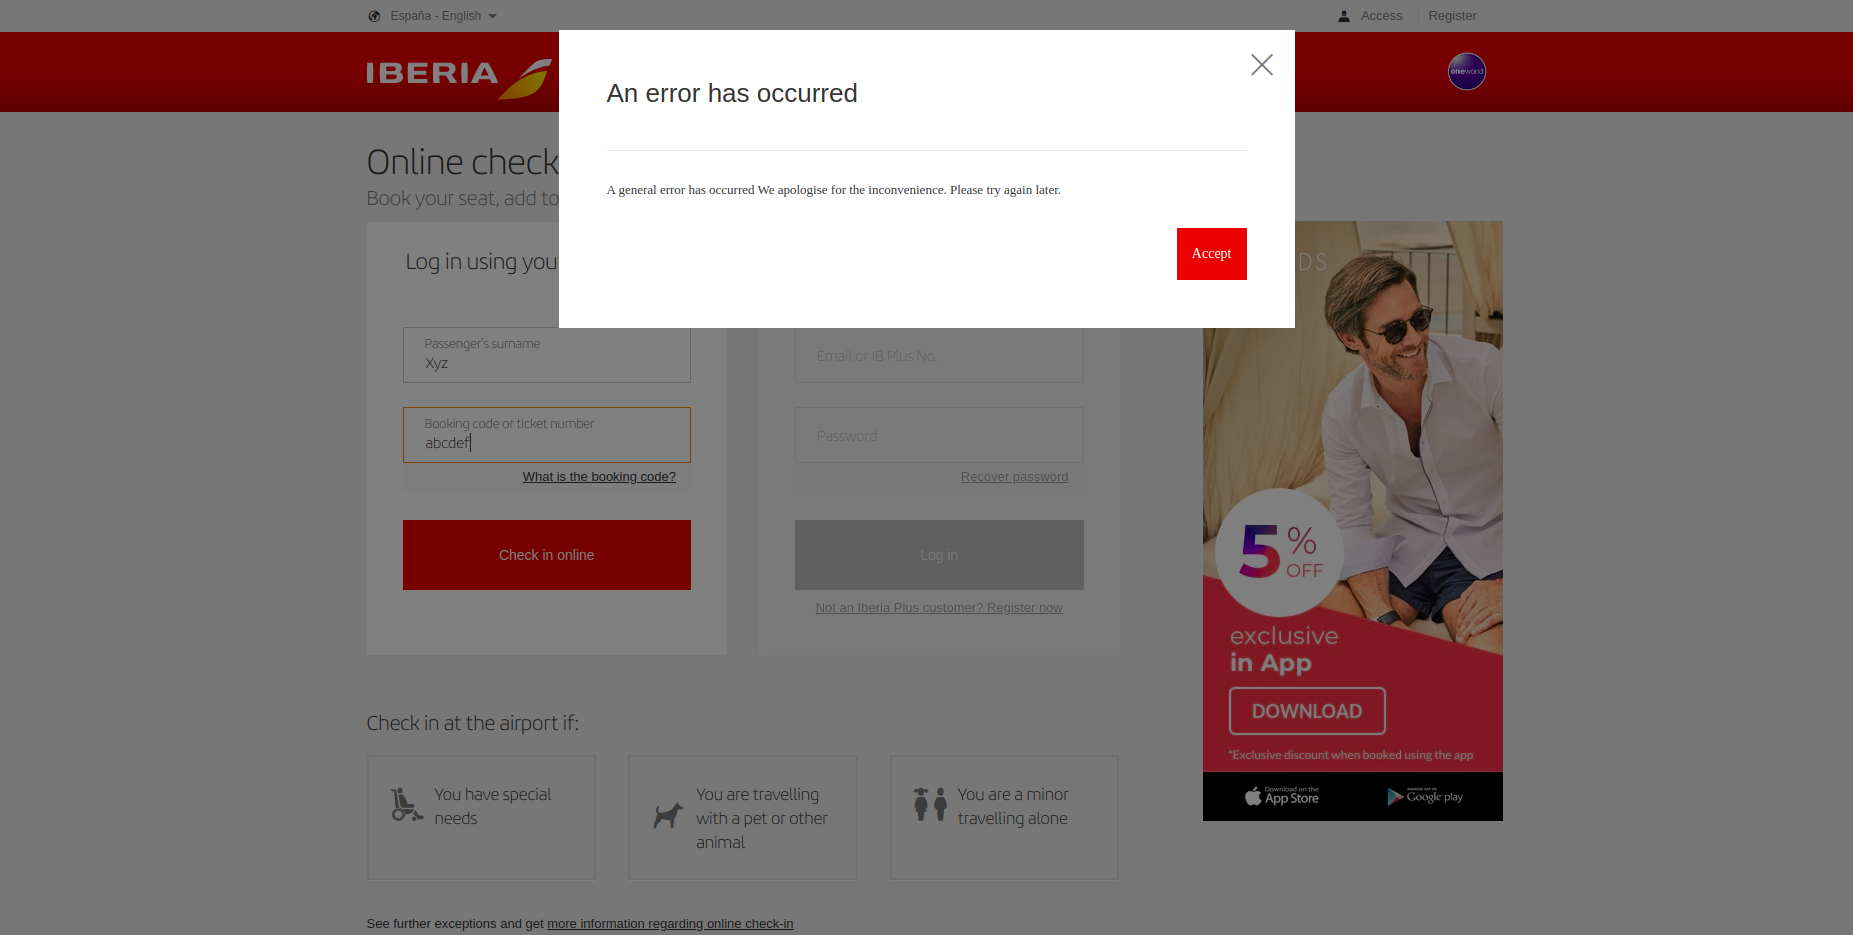 España - English
Access
Register
IBERIA
oneworld
An error has occurred
A general error has occurred We apologise for the inconvenience. Please try again later.
Accept
Online check
Book your seat, add to
Log in using you
Passenger's surname
Xyz
Booking code or ticket number
abcdef
What is the booking code?
Check in online
Email or IB Plus No.
Password
Recover password
Log in
Not an Iberia Plus customer? Register now
DS
5%
OFF
exclusive
in App
DOWNLOAD
*Exclusive discount when booked using the app
Download on the
App Store
ANDROID APP ON
Google play
Check in at the airport if:
You have special
needs
You are travelling
with a pet or other
animal
You are a minor
travelling alone
See further exceptions and get more information regarding online check-in